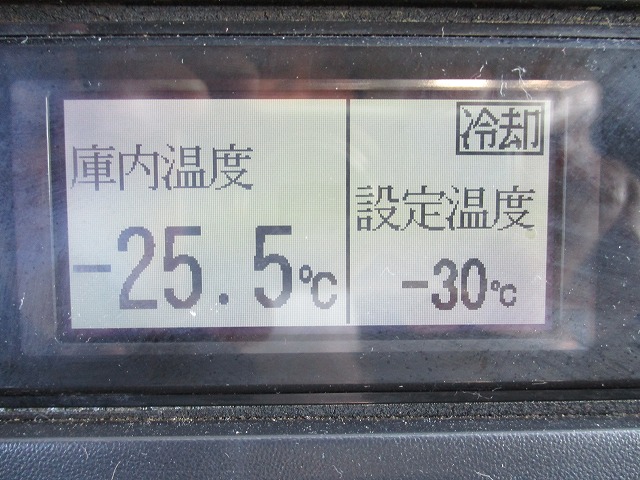 庫内温度
-25.5℃
冷却
設定温度
-30℃